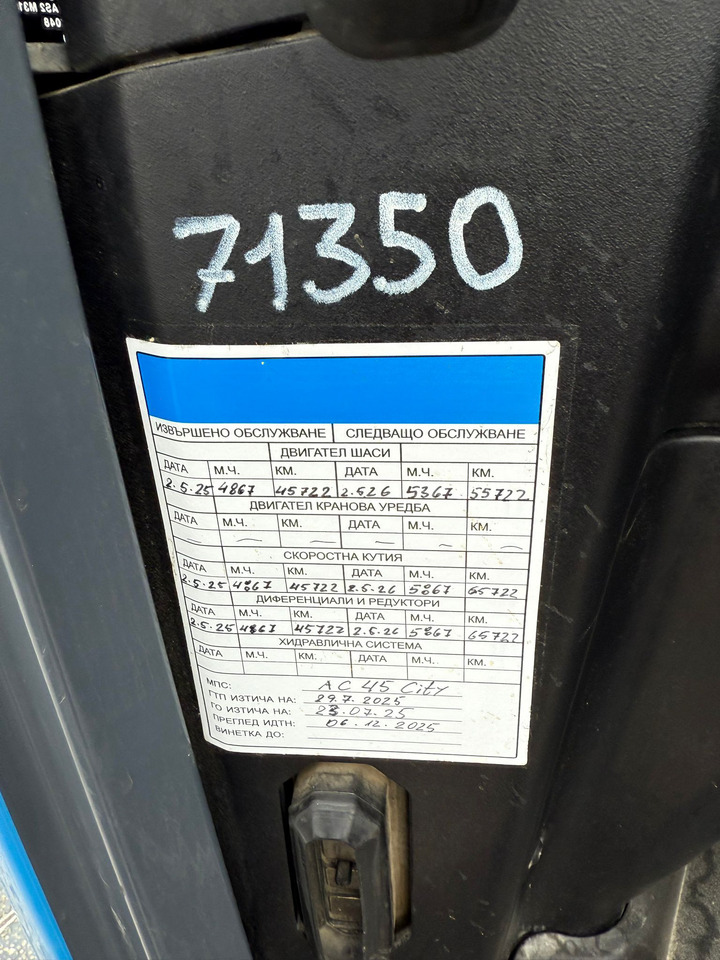 AS2 M31
048
71350
ИЗВЪРШЕНО ОБСЛУЖВАНЕ СЛЕДВАЩО ОБСЛУЖВАНЕ
ДВИГАТЕЛ ШАСИ
ДАТА М.Ч. КМ. ДАТА М.Ч. КМ.
2.5.25 4867 45722 2.5.26 5367 55722
ДВИГАТЕЛ КРАНОВА УРЕДБА
ДАТА М.Ч. КМ. ДАТА М.Ч. КМ.
— — — — — —
СКОРОСТНА КУТИЯ
ДАТА М.Ч. КМ. ДАТА М.Ч. КМ.
2.5.25 4867 45722 2.5.26 5867 65722
ДИФЕРЕНЦИАЛИ И РЕДУКТОРИ
ДАТА М.Ч. КМ. ДАТА М.Ч. КМ.
2.5.25 4867 45722 2.5.26 5867 65722
ХИДРАВЛИЧНА СИСТЕМА
ДАТА М.Ч. КМ. ДАТА М.Ч. КМ.
МПС: AC 45 City
ГТП ИЗТИЧА НА: 29.7.2025
ГО ИЗТИЧА НА: 23.07.25
ПРЕГЛЕД ИДТН: 06.12.2025
ВИНЕТКА ДО: